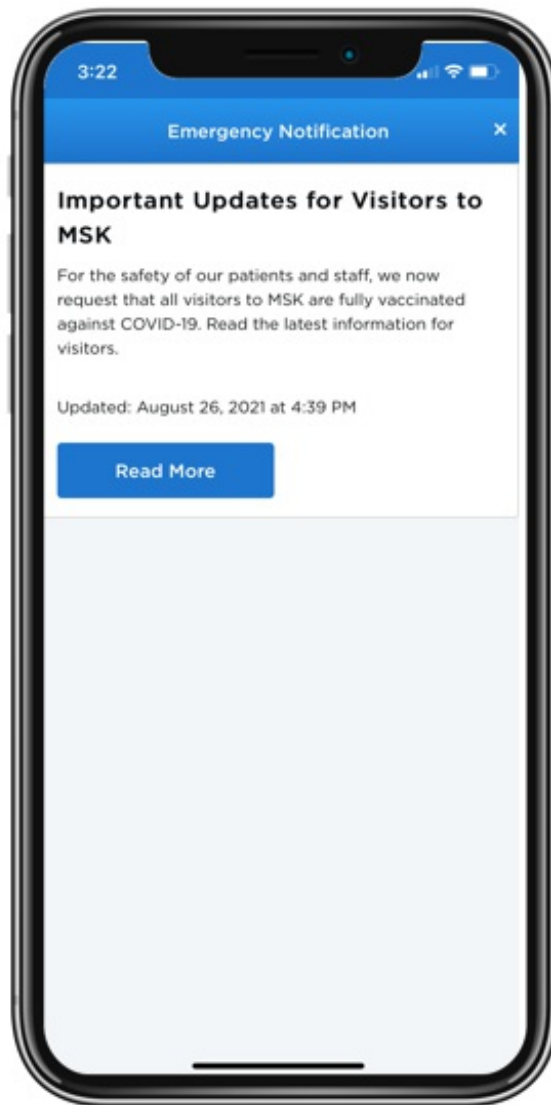 3:22
Emergency Notification ×
Important Updates for Visitors to
MSK
For the safety of our patients and staff, we now
request that all visitors to MSK are fully vaccinated
against COVID-19. Read the latest information for
visitors.
Updated: August 26, 2021 at 4:39 PM
Read More